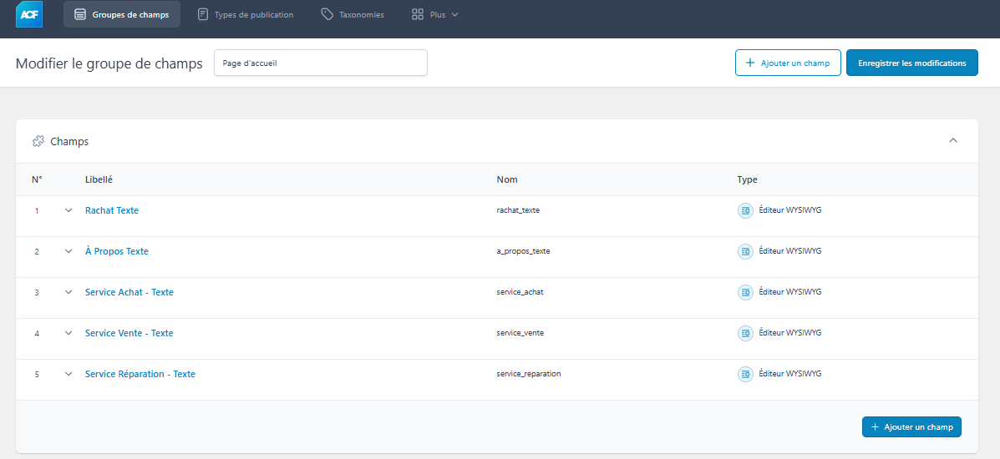 ACF Groupes de champs Types de publication Taxonomies Plus
Modifier le groupe de champs Page d'accueil + Ajouter un champ Enregistrer les modifications
Champs
N° Libellé Nom Type
1 Rachat Texte rachat_texte Éditeur WYSIWYG
2 À Propos Texte a_propos_texte Éditeur WYSIWYG
3 Service Achat - Texte service_achat Éditeur WYSIWYG
4 Service Vente - Texte service_vente Éditeur WYSIWYG
5 Service Réparation - Texte service_reparation Éditeur WYSIWYG
+ Ajouter un champ